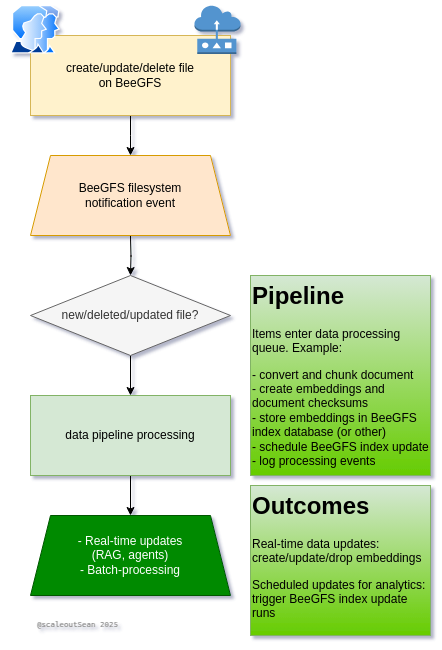 create/update/delete file
on BeeGFS
BeeGFS filesystem
notification event
new/deleted/updated file?
data pipeline processing
- Real-time updates
(RAG, agents)
- Batch-processing
@scaleoutSean 2025
Pipeline
Items enter data processing
queue. Example:
- convert and chunk document
- create embeddings and
document checksums
- store embeddings in BeeGFS
index database (or other)
- schedule BeeGFS index update
- log processing events
Outcomes
Real-time data updates:
create/update/drop embeddings
Scheduled updates for analytics:
trigger BeeGFS index update
runs